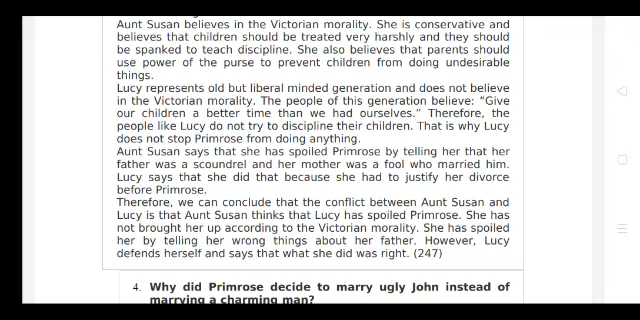 Aunt Susan believes in the Victorian morality. She is conservative and
believes that children should be treated very harshly and they should
be spanked to teach discipline. She also believes that parents should
use power of the purse to prevent children from doing undesirable
things.
Lucy represents old but liberal minded generation and does not believe
in the Victorian morality. The people of this generation believe: “Give
our children a better time than we had ourselves.” Therefore, the
people like Lucy do not try to discipline their children. That is why Lucy
does not stop Primrose from doing anything.
Aunt Susan says that she has spoiled Primrose by telling her that her
father was a scoundrel and her mother was a fool who married him.
Lucy says that she did that because she had to justify her divorce
before Primrose.
Therefore, we can conclude that the conflict between Aunt Susan and
Lucy is that Aunt Susan thinks that Lucy has spoiled Primrose. She has
not brought her up according to the Victorian morality. She has spoiled
her by telling her wrong things about her father. However, Lucy
defends herself and says that what she did was right. (247)
4. Why did Primrose decide to marry ugly John instead of
marrying a charming man?